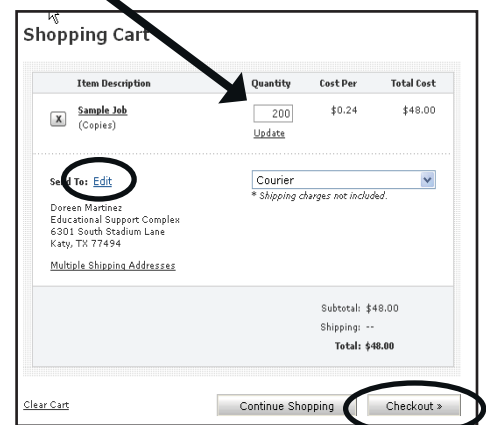 Shopping Cart
Item Description Quantity Cost Per Total Cost
X Sample Job 200 $0.24 $48.00
(Copies) Update
Send To: Edit Courier
* Shipping charges not included.
Doreen Martinez
Educational Support Complex
6301 South Stadium Lane
Katy, TX 77494
Multiple Shipping Addresses
Subtotal: $48.00
Shipping: --
Total: $48.00
Clear Cart Continue Shopping Checkout »